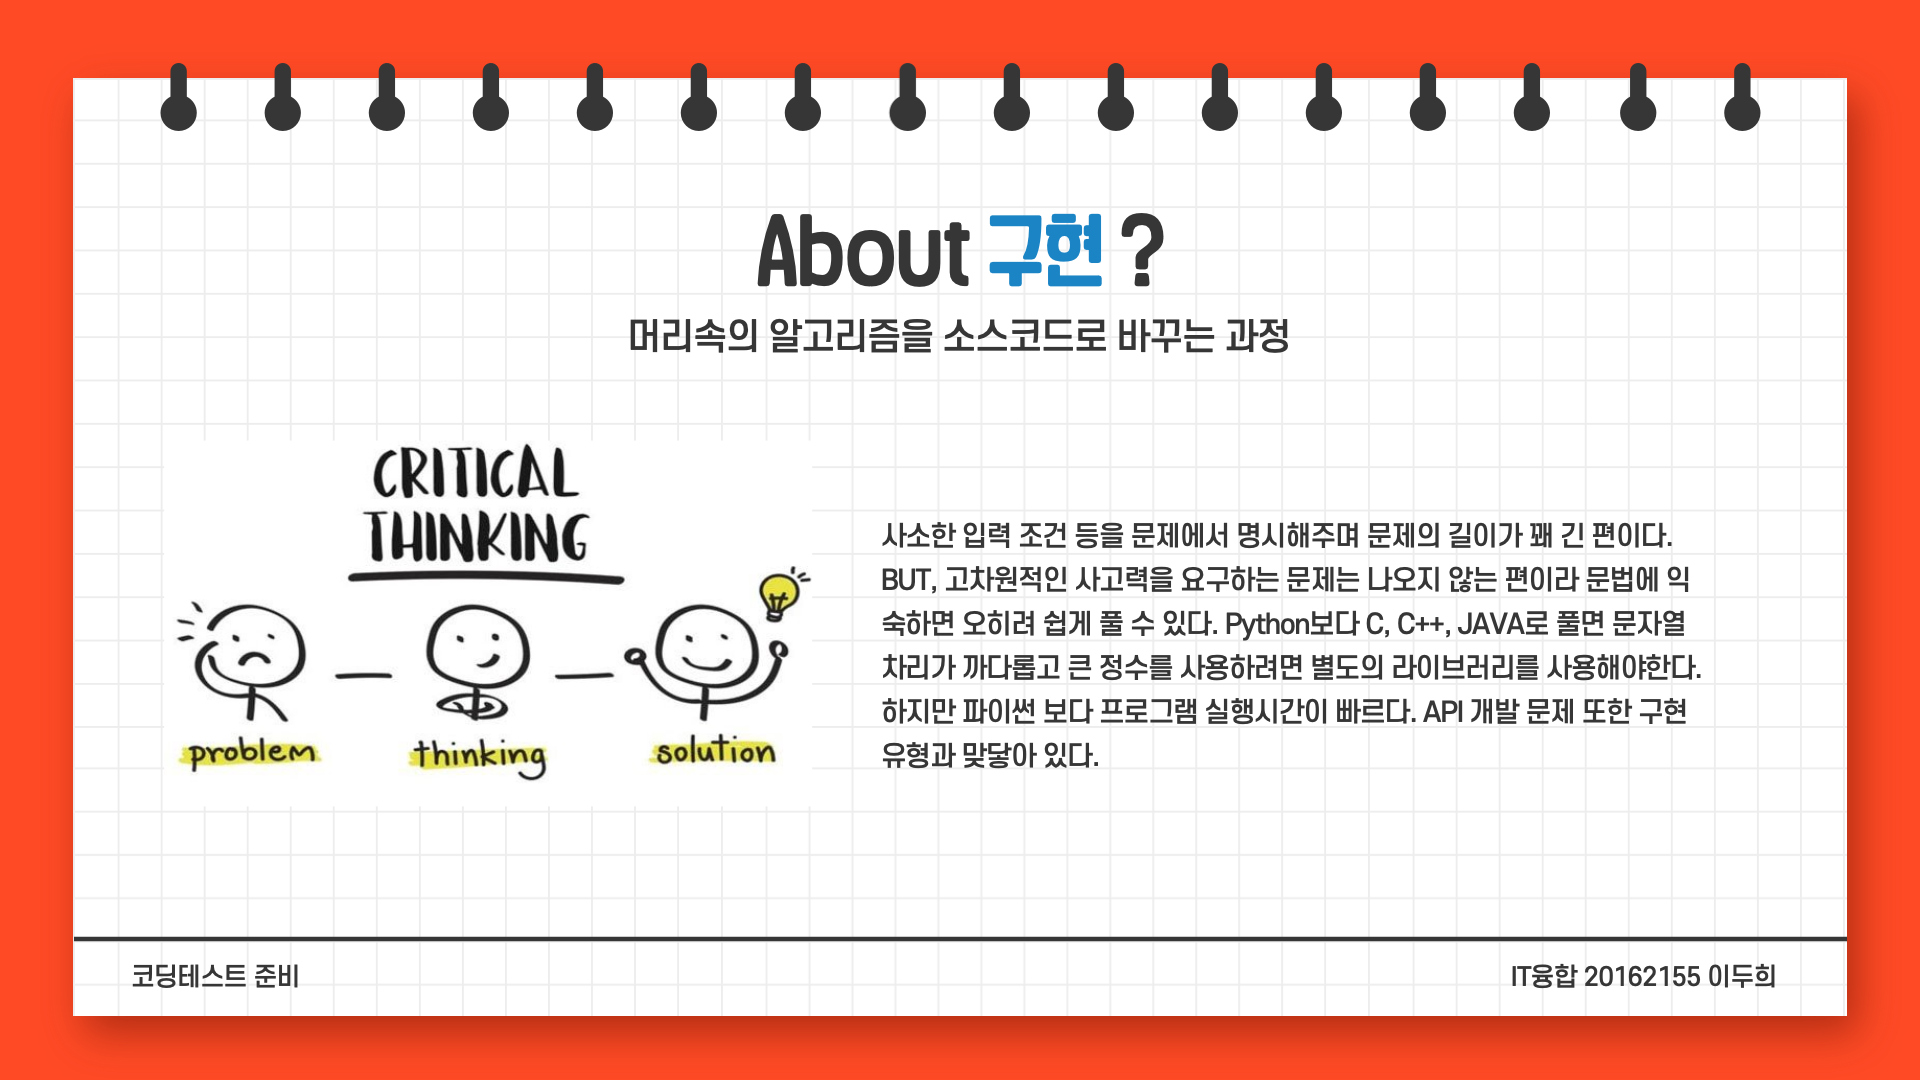 About 구현 ?
머리속의 알고리즘을 소스코드로 바꾸는 과정
CRITICAL
THINKING
problem
thinking
solution
사소한 입력 조건 등을 문제에서 명시해주며 문제의 길이가 꽤 긴 편이다.
BUT, 고차원적인 사고력을 요구하는 문제는 나오지 않는 편이라 문법에 익
숙하면 오히려 쉽게 풀 수 있다. Python보다 C, C++, JAVA로 풀면 문자열
차리가 까다롭고 큰 정수를 사용하려면 별도의 라이브러리를 사용해야한다.
하지만 파이썬 보다 프로그램 실행시간이 빠르다. API 개발 문제 또한 구현
유형과 맞닿아 있다.
코딩테스트 준비
IT융합 20162155 이두희